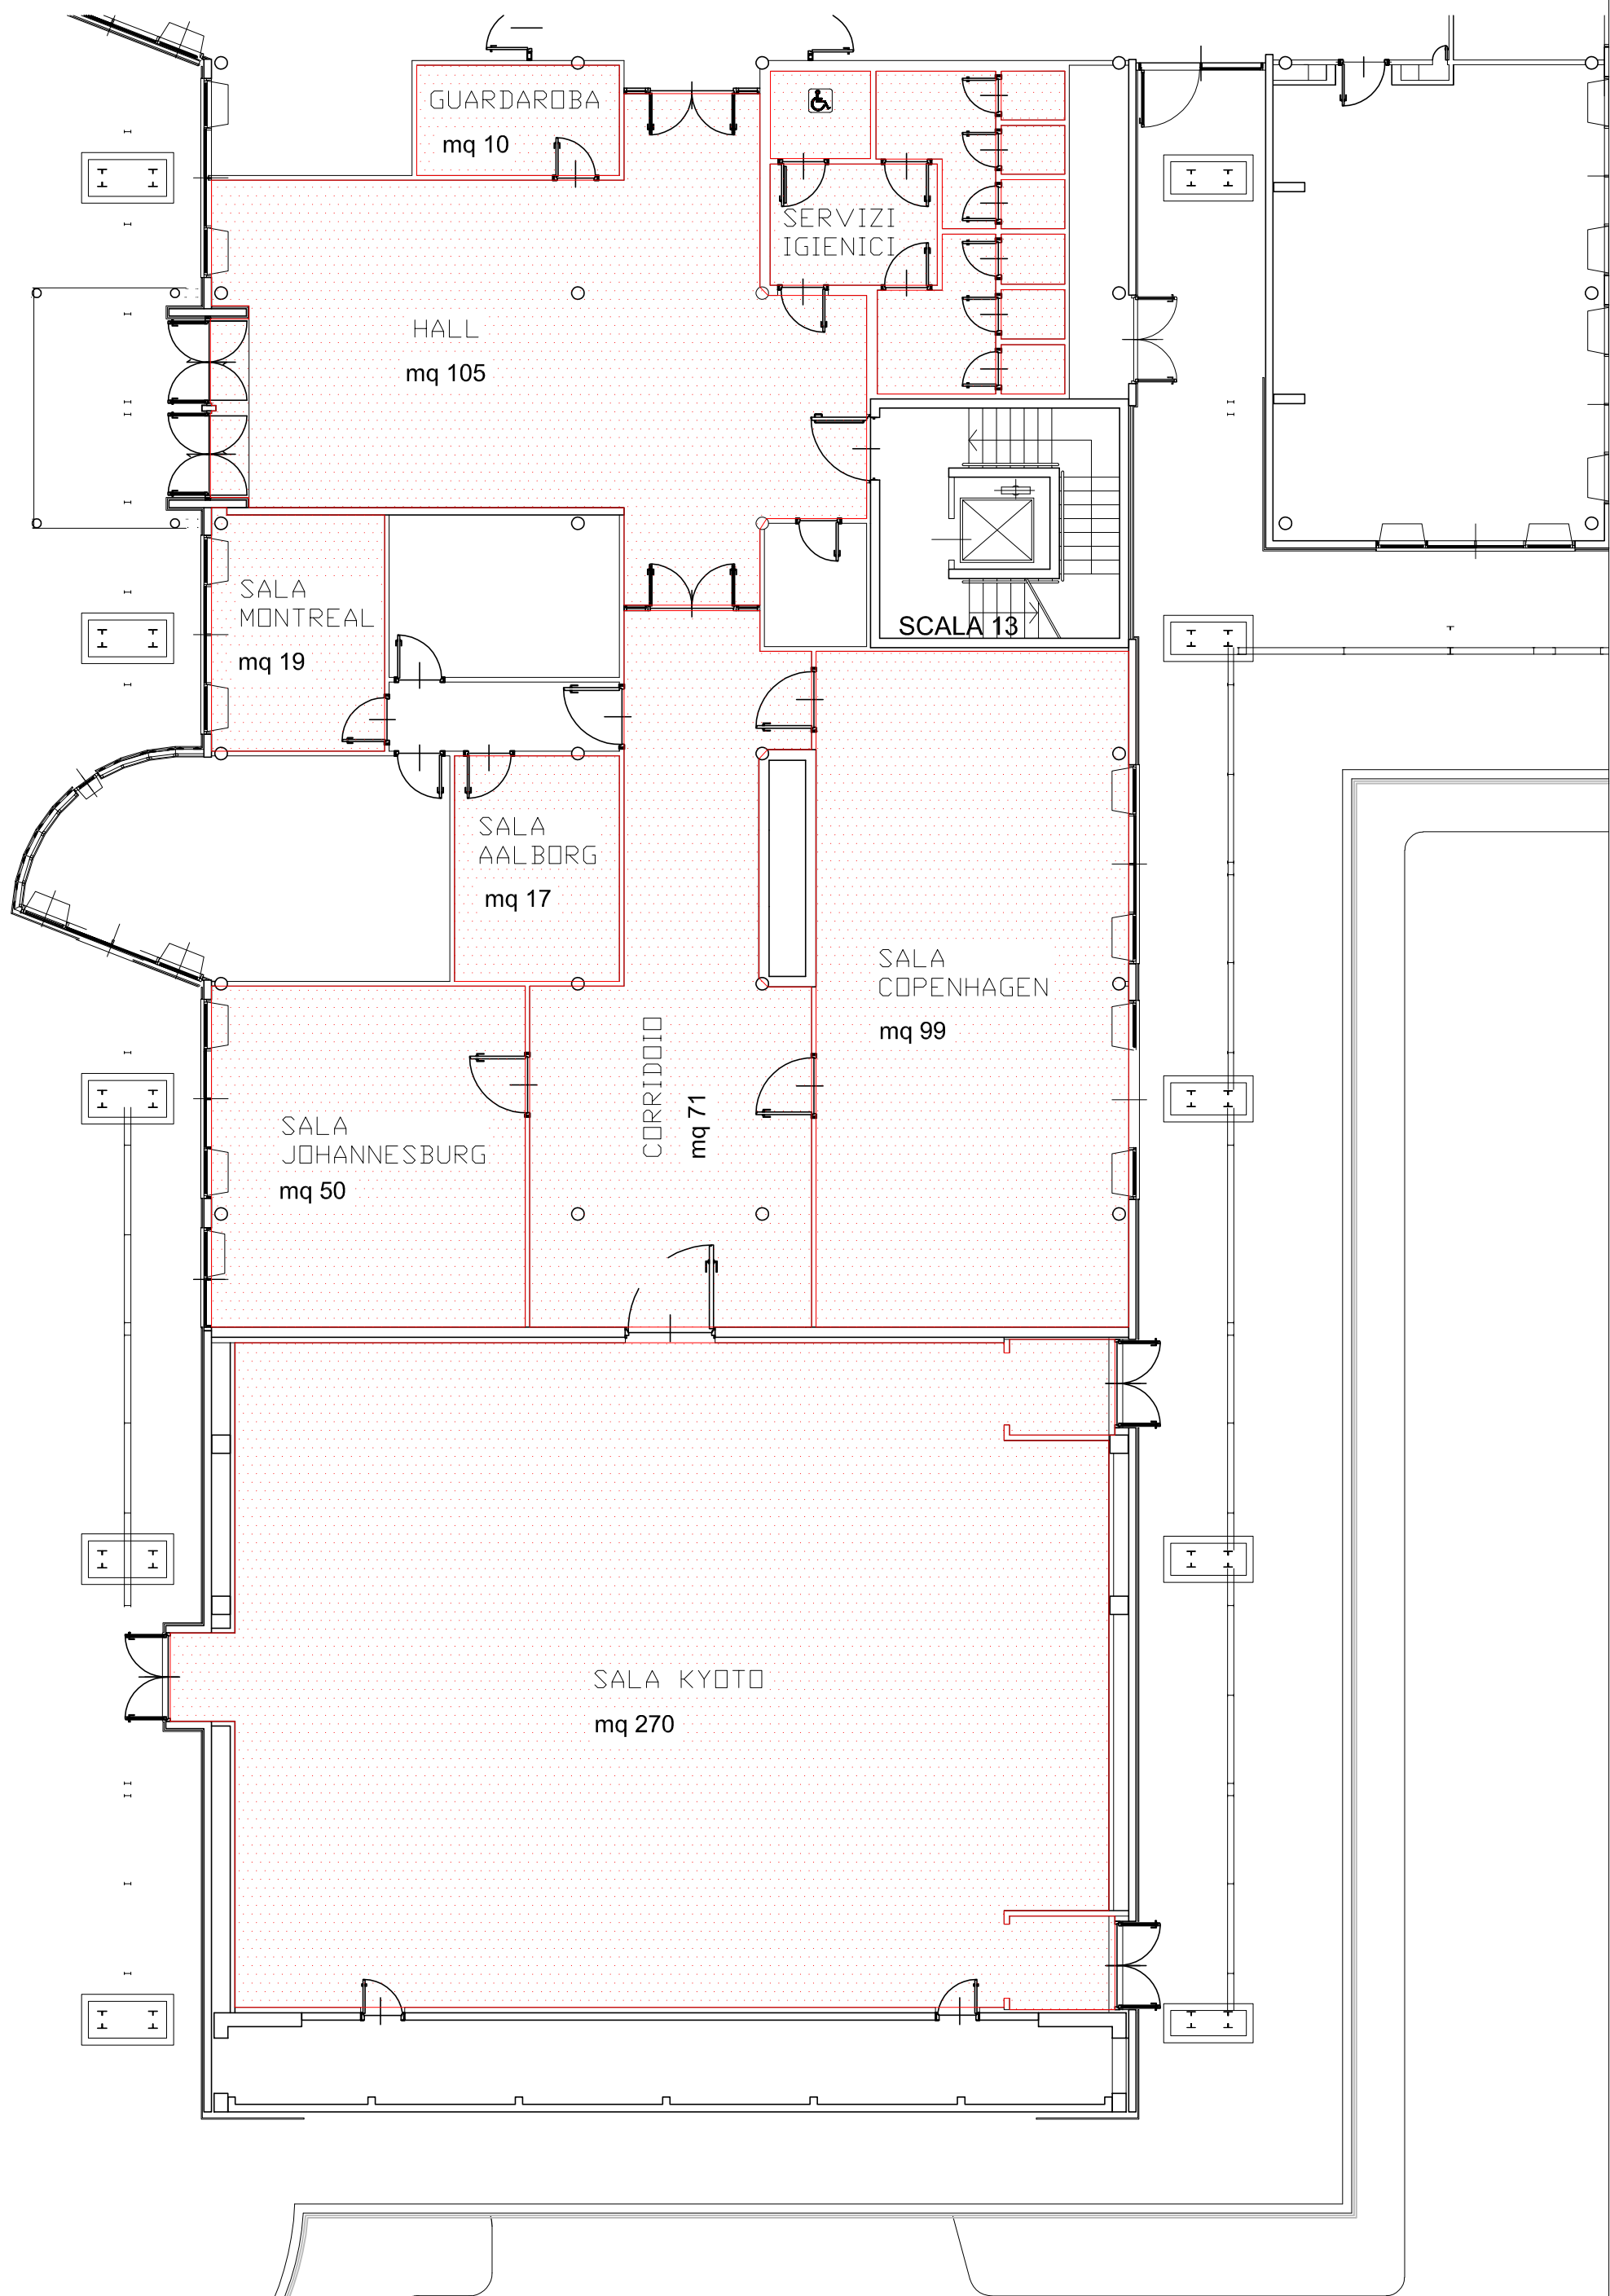 GUARDAROBA
mq 10
SERVIZI
IGIENICI
HALL
mq 105
SALA
MONTREAL
mq 19
SCALA 13
SALA
AALBORG
mq 17
SALA
COPENHAGEN
mq 99
CORRIDOIO
mq 71
SALA
JOHANNESBURG
mq 50
SALA KYOTO
mq 270